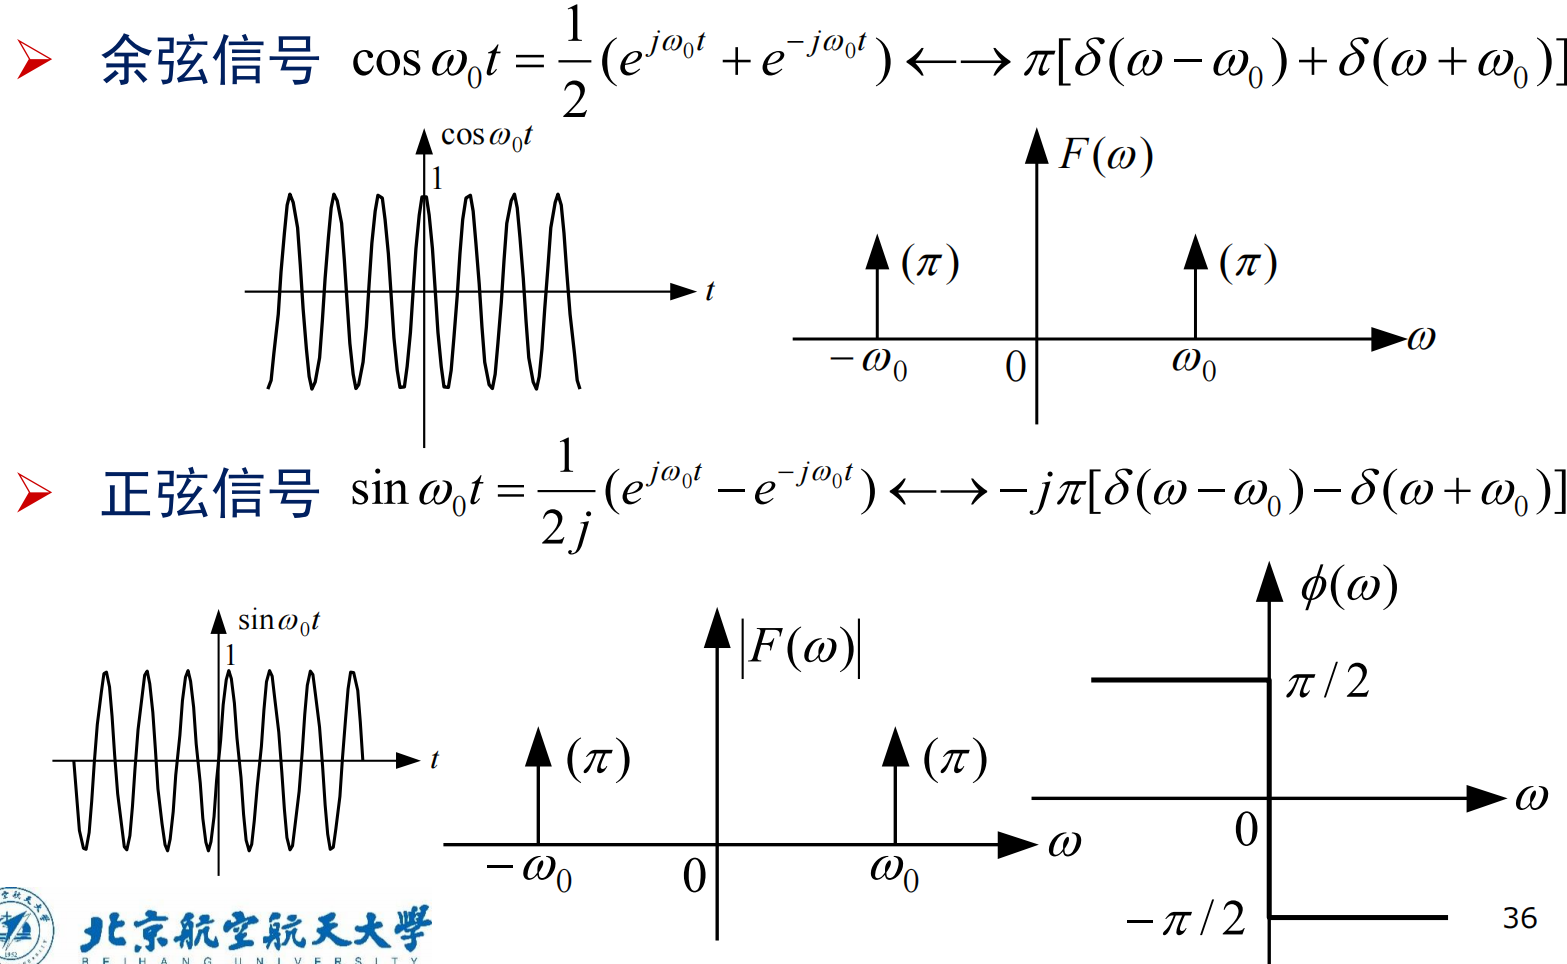 余弦信号 cos ω₀t = 1/2 (e^{jω₀t} + e^{-jω₀t}) ←→ π[δ(ω − ω₀) + δ(ω + ω₀)]
cos ω₀t
1
t
F(ω)
(π)
(π)
−ω₀
0
ω₀
ω
正弦信号 sin ω₀t = 1/2j (e^{jω₀t} − e^{-jω₀t}) ←→ −jπ[δ(ω − ω₀) − δ(ω + ω₀)]
sin ω₀t
1
t
|F(ω)|
(π)
(π)
−ω₀
0
ω₀
ω
ϕ(ω)
π/2
0
ω
−π/2
北京航空航天大学
BEIHANG UNIVERSITY
1952
36